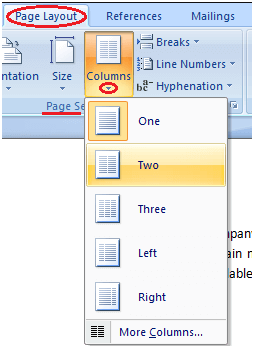 Page Layout References Mailings
ntation Size Columns Breaks
Line Numbers
Hyphenation
Page Se
One
Two
Three
Left
Right
More Columns...